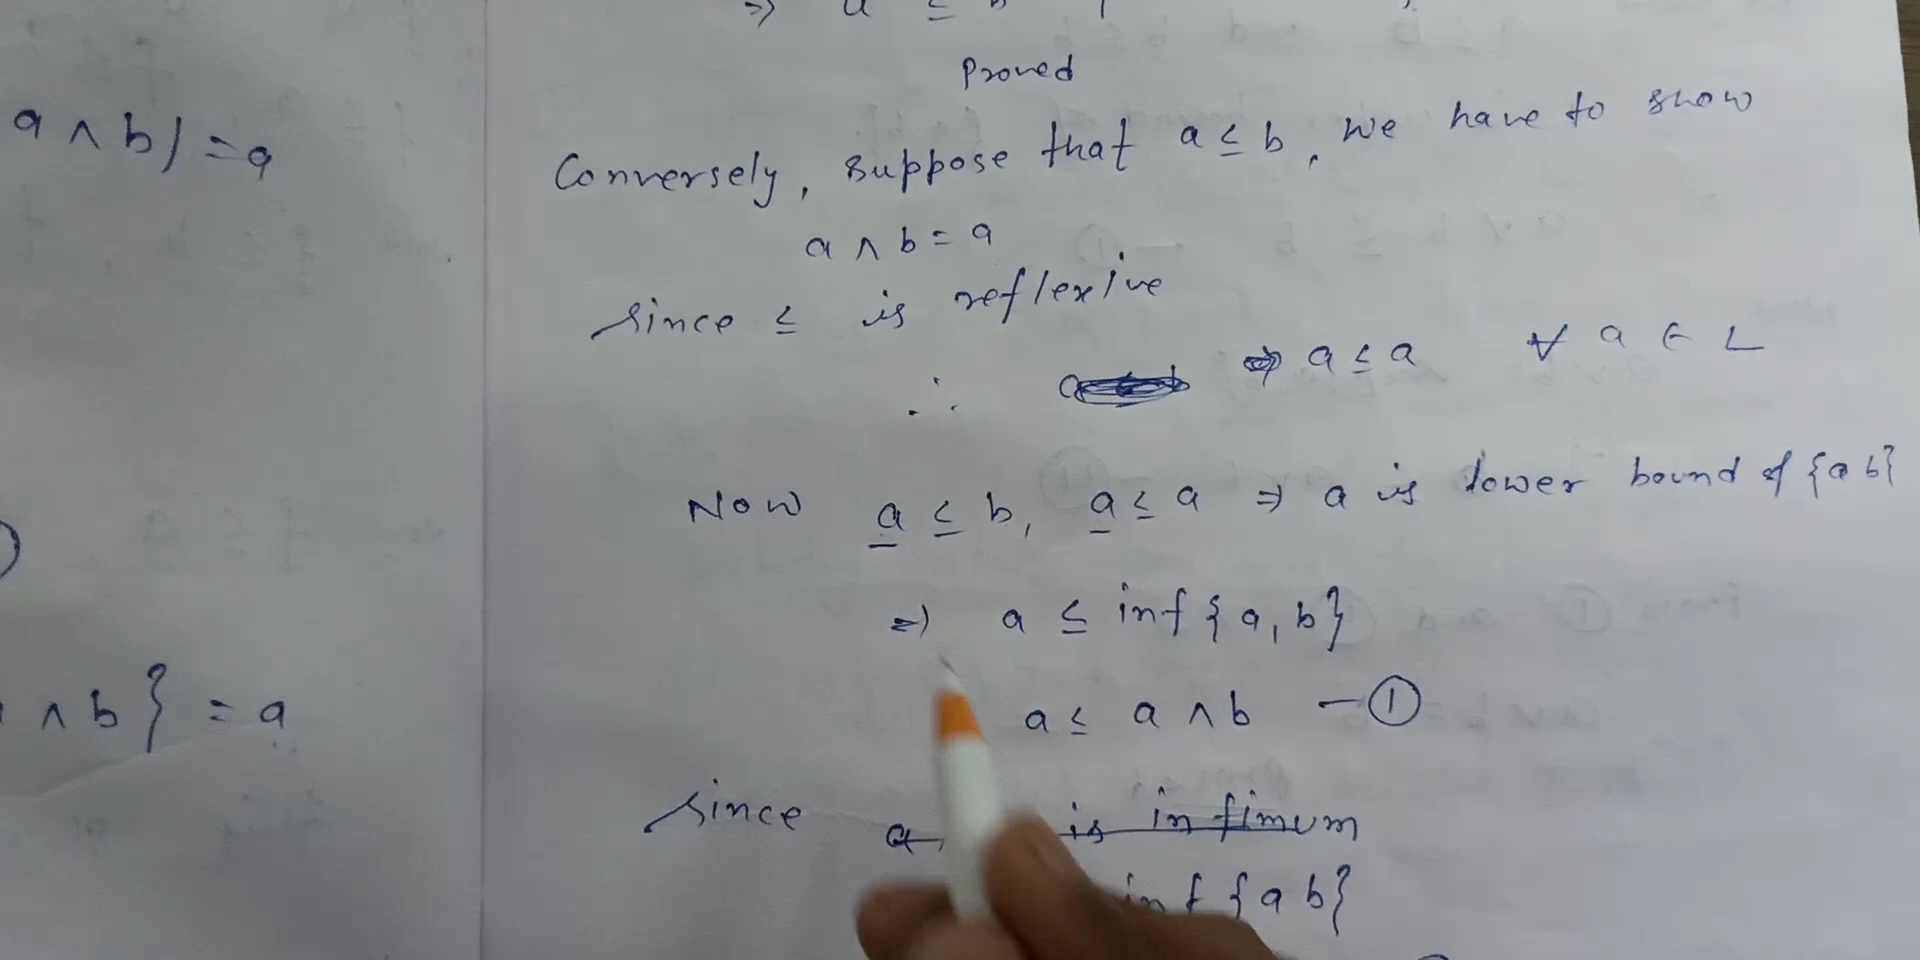 ⇒ a ≤ b
Proved
a ∧ b) = a
Conversely, suppose that a ≤ b, we have to show
a ∧ b = a
Since ≤ is reflexive
∴ ⇒ a ≤ a ∀ a ∈ L
Now a ≤ b, a ≤ a ⇒ a is lower bound of {a b}
⇒ a ≤ inf {a, b}
∧ b} = a
a ≤ a ∧ b — ①
Since a is infimum
inf {a b}